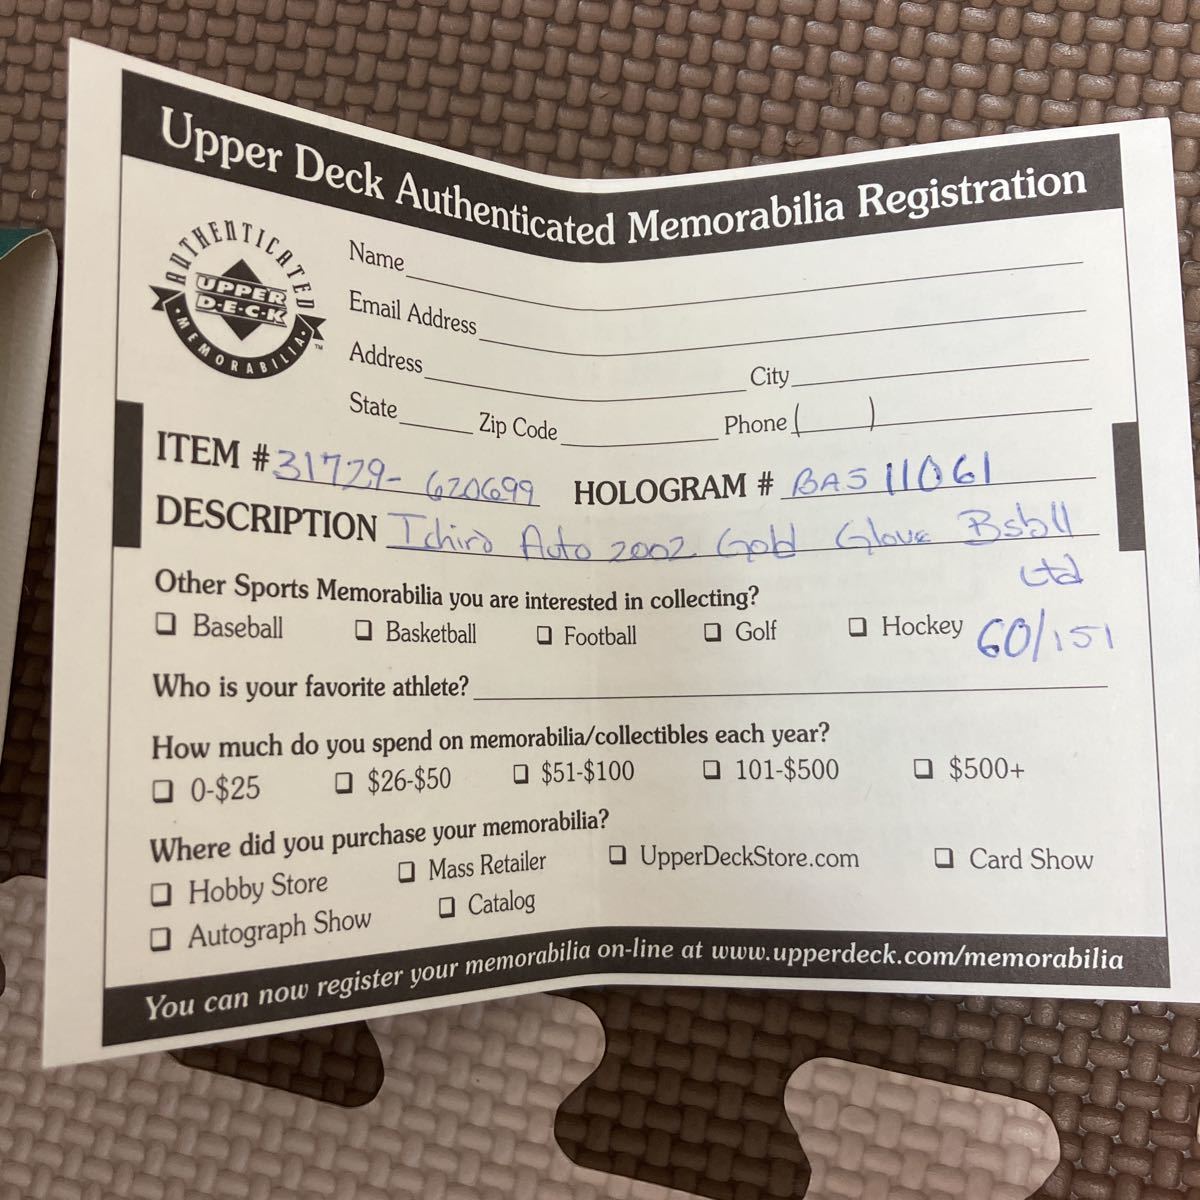 Upper Deck Authenticated Memorabilia Registration
AUTHENTICATED
UPPER
D·E·C·K
MEMORABILIA
TM
Name
Email Address
Address City
State Zip Code Phone ( )
ITEM # 31729-620699 HOLOGRAM # BAS11061
DESCRIPTION Ichiro Auto 2002 Gold Glove Bsbll
Ltd
60/151
Other Sports Memorabilia you are interested in collecting?
❏ Baseball ❏ Basketball ❏ Football ❏ Golf ❏ Hockey
Who is your favorite athlete?
How much do you spend on memorabilia/collectibles each year?
❏ 0-$25 ❏ $26-$50 ❏ $51-$100 ❏ 101-$500 ❏ $500+
Where did you purchase your memorabilia?
❏ Hobby Store ❏ Mass Retailer ❏ UpperDeckStore.com ❏ Card Show
❏ Autograph Show ❏ Catalog
You can now register your memorabilia on-line at www.upperdeck.com/memorabilia